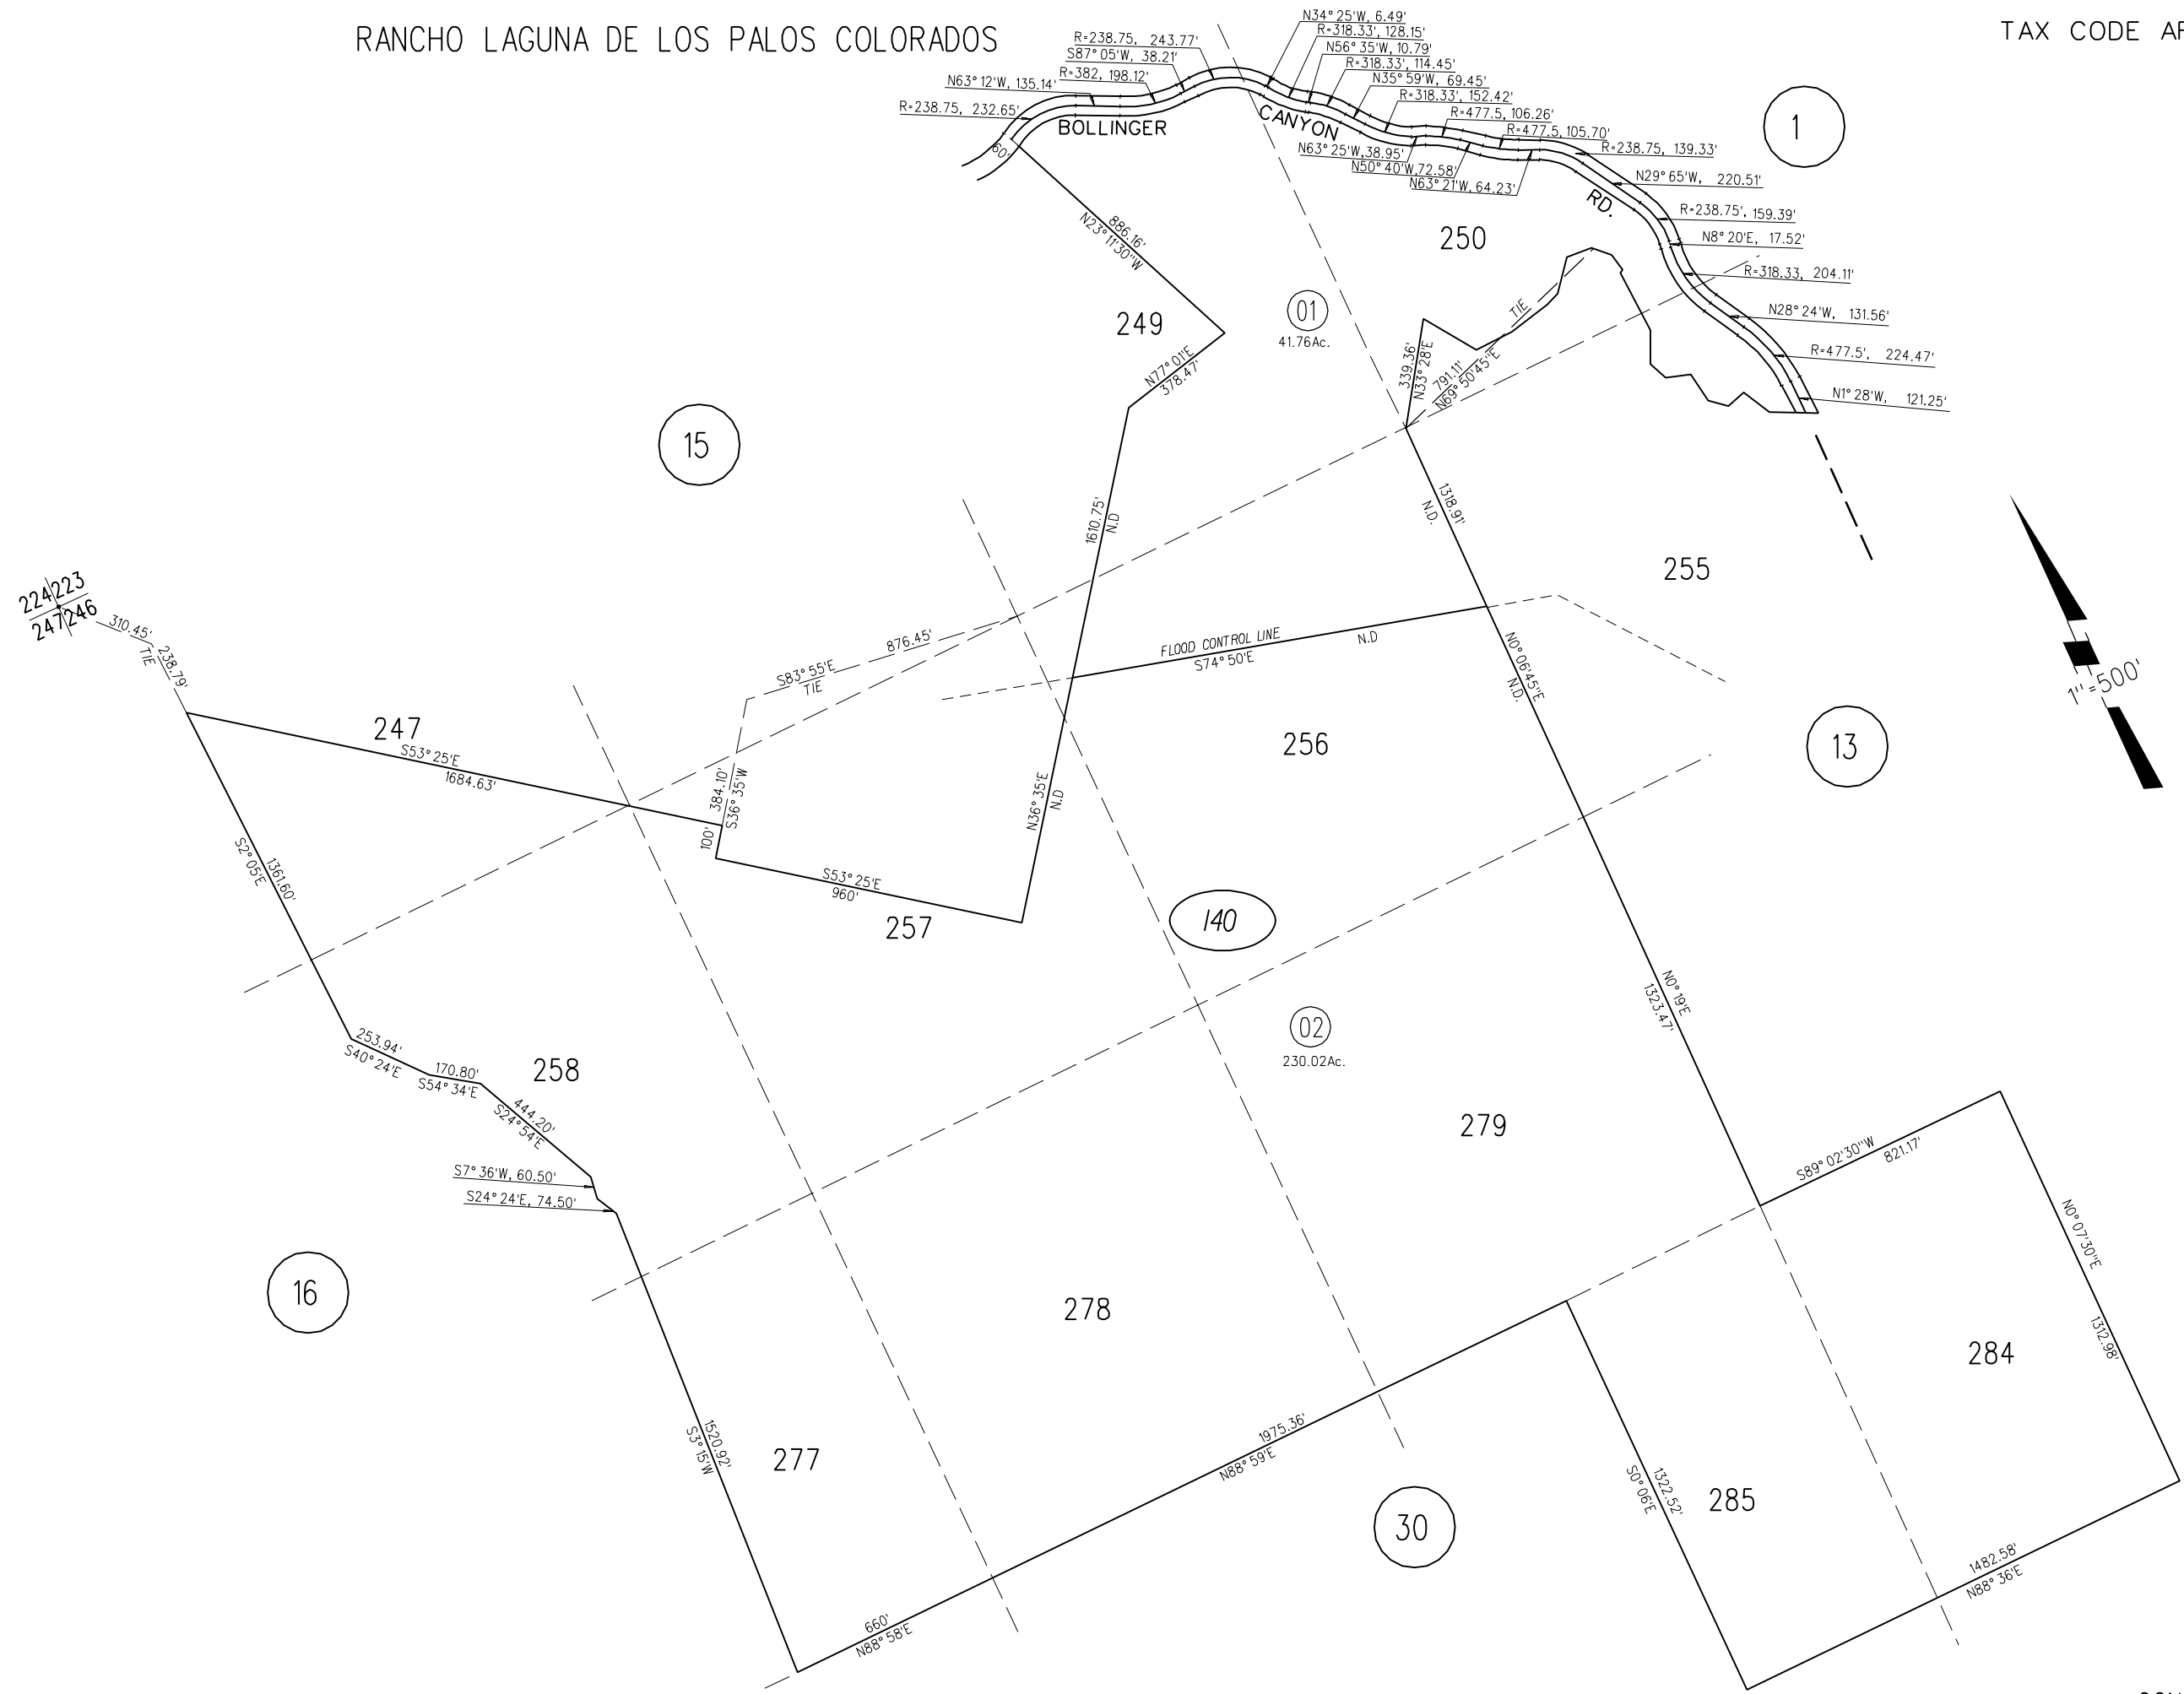 RANCHO LAGUNA DE LOS PALOS COLORADOS
TAX CODE
N34°25'W, 6.49'
R=318.33', 128.15'
N56°35'W, 10.79'
R=318.33', 114.45'
N35°59'W, 69.45'
R=318.33', 152.42'
R=477.5, 106.26'
R=477.5, 105.70'
R=238.75, 139.33'
R=238.75, 243.77'
S87°05'W, 38.21'
R=382, 198.12'
N63°12'W, 135.14'
R=238.75, 232.65'
60'
BOLLINGER
CANYON
RD.
N63°25'W, 38.95'
N50°40'W, 72.58'
N63°21'W, 64.23'
N29°65'W, 220.51'
R=238.75', 159.39'
N8°20'E, 17.52'
R=318.33, 204.11'
N28°24'W, 131.56'
R=477.5', 224.47'
N1°28'W, 121.25'
1
886.16'
N23°11'30"W
250
249
01
41.76Ac.
TIE
N77°01'E
378.47'
339.36'
N33°28'E
791.11'
N69°50'45"E
15
1610.75'
N.D
1318.91'
N.D.
255
224 223
247 246
310.45'
TIE
238.79'
876.45'
S83°55'E
TIE
FLOOD CONTROL LINE
S74°50'E
N.D
N0°06'45"E
N.D.
1"=500'
247
S53°25'E
1684.63'
384.10'
S36°35'W
100'
N36°35'E
N.D
256
13
S2°05'E
1361.60'
S53°25'E
960'
257
140
N0°19'E
1323.47'
02
230.02Ac.
253.94'
S40°24'E
170.80'
S54°34'E
258
444.20'
S24°54'E
279
S89°02'30"W
821.17'
S7°36'W, 60.50'
S24°24'E, 74.50'
N0°07'30"E
1312.98'
16
278
284
1520.92'
S3°15'W
277
1975.36'
N88°59'E
30
S0°06'E
1322.52'
285
1482.58'
N88°36'E
660'
N88°58'E